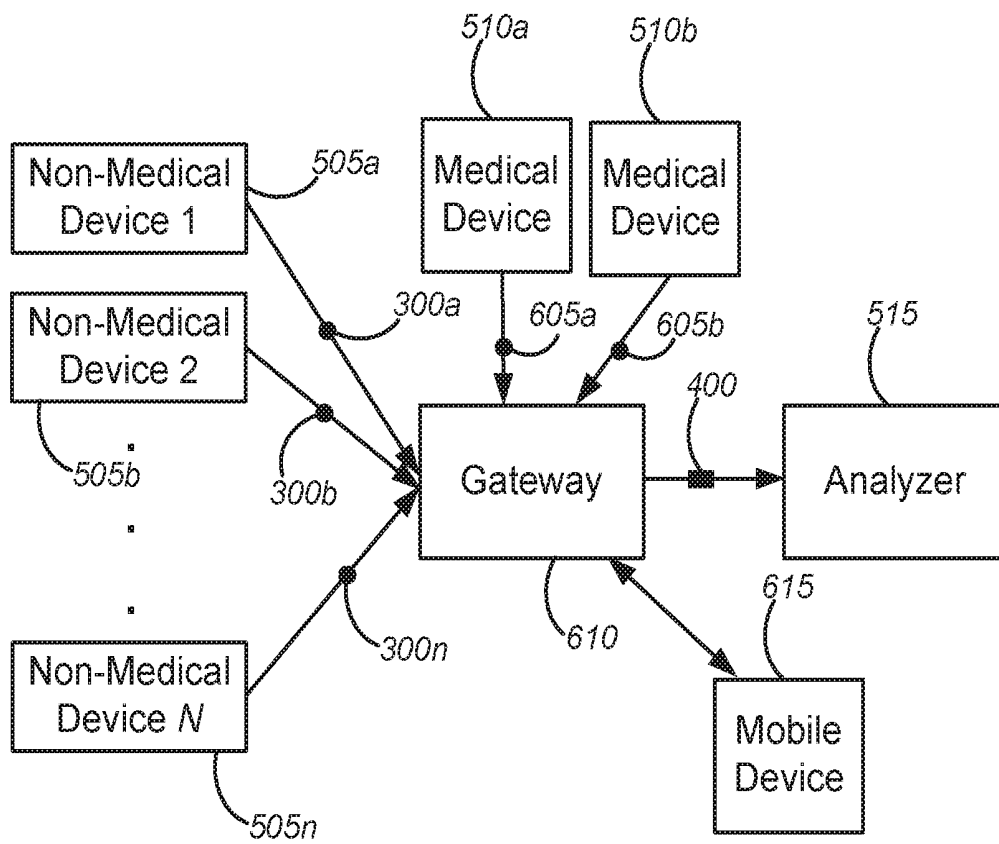 510a
510b
Non-Medical
Device 1
505a
Medical
Device
Medical
Device
Non-Medical
Device 2
300a
605a
605b
515
400
505b
300b
Gateway
Analyzer
300n
610
615
Non-Medical
Device N
Mobile
Device
505n